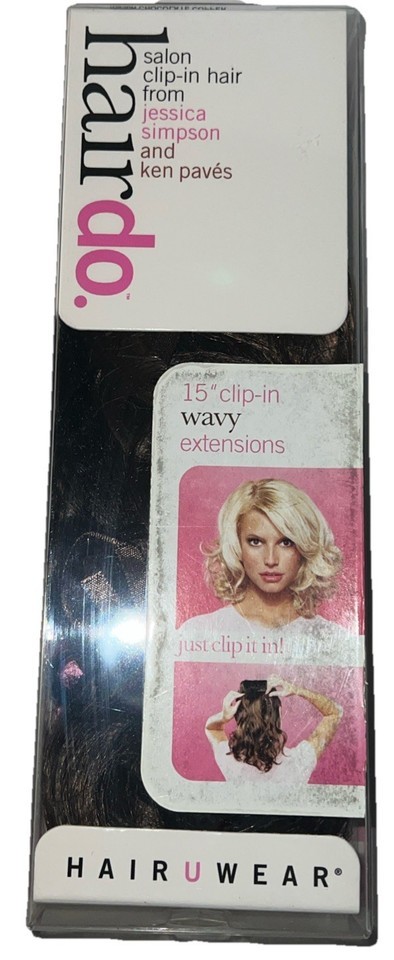 hairdo.™
salon
clip-in hair
from
jessica
simpson
and
ken pavés
15" clip-in
wavy
extensions
just clip it in!
HAIRUWEAR®